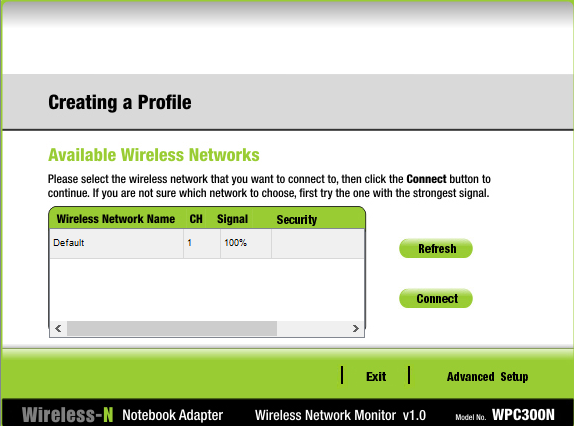 Creating a Profile
Available Wireless Networks
Please select the wireless network that you want to connect to, then click the Connect button to
continue. If you are not sure which network to choose, first try the one with the strongest signal.
Wireless Network Name CH Signal Security
Default 1 100%
Refresh
Connect
Exit Advanced Setup
Wireless-N Notebook Adapter Wireless Network Monitor v1.0 Model No. WPC300N